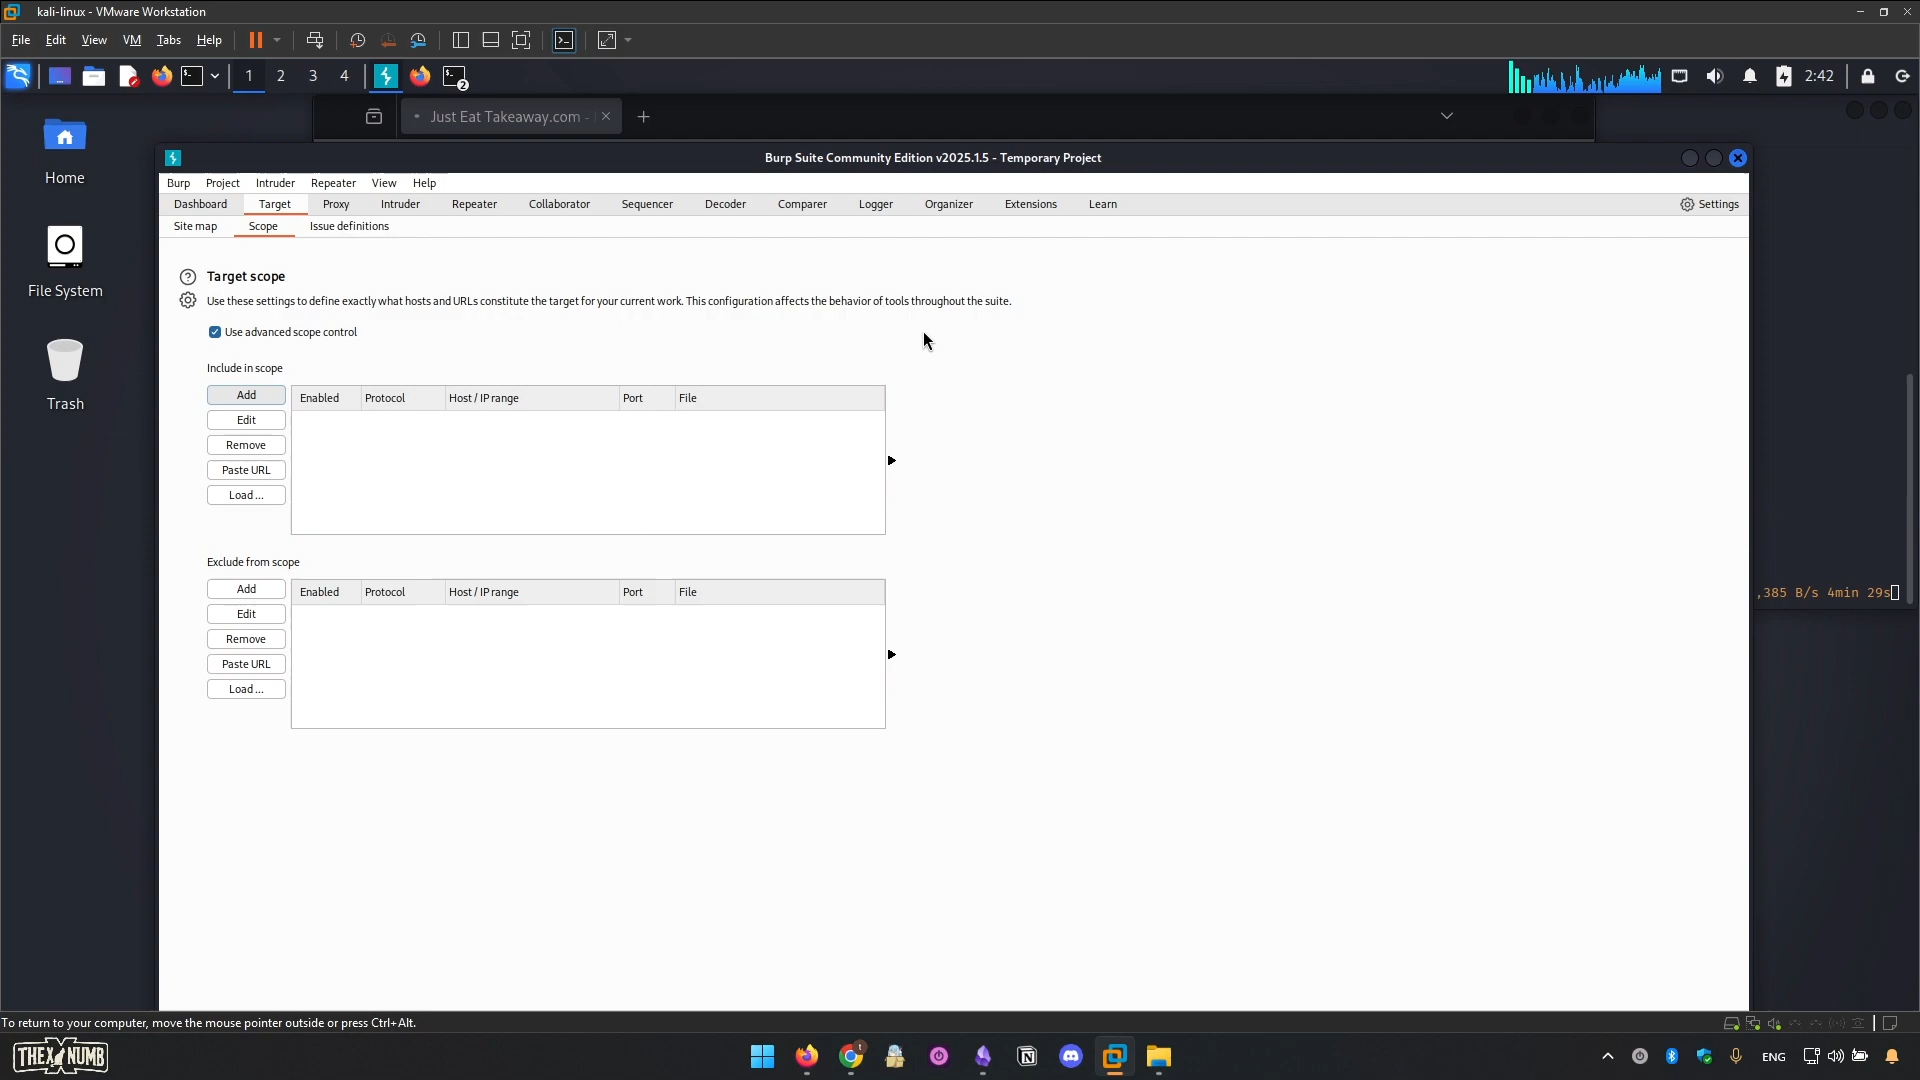 kali-linux - VMware Workstation
File Edit View VM Tabs Help
1 2 3 4 2 2:42
Just Eat Takeaway.com -
Home
File System
Trash
Burp Suite Community Edition v2025.1.5 - Temporary Project
Burp Project Intruder Repeater View Help
Dashboard Target Proxy Intruder Repeater Collaborator Sequencer Decoder Comparer Logger Organizer Extensions Learn Settings
Site map Scope Issue definitions
Target scope
Use these settings to define exactly what hosts and URLs constitute the target for your current work. This configuration affects the behavior of tools throughout the suite.
Use advanced scope control
Include in scope
Add
Edit
Remove
Paste URL
Load ...
Enabled Protocol Host / IP range Port File
Exclude from scope
Add
Edit
Remove
Paste URL
Load ...
Enabled Protocol Host / IP range Port File
,385 B/s 4min 29s
To return to your computer, move the mouse pointer outside or press Ctrl+Alt.
THEXNUMB
t
ENG